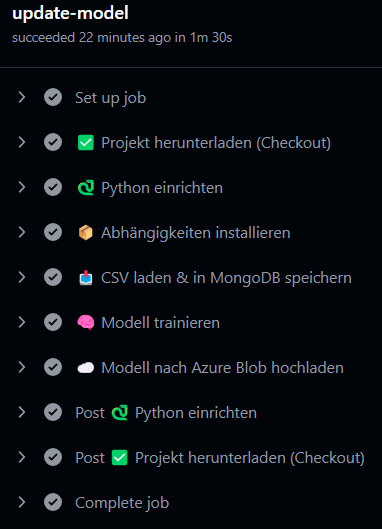 update-model
succeeded 22 minutes ago in 1m 30s
Set up job
✅ Projekt herunterladen (Checkout)
🐍 Python einrichten
📦 Abhängigkeiten installieren
📥 CSV laden & in MongoDB speichern
🧠 Modell trainieren
☁️ Modell nach Azure Blob hochladen
Post 🐍 Python einrichten
Post ✅ Projekt herunterladen (Checkout)
Complete job